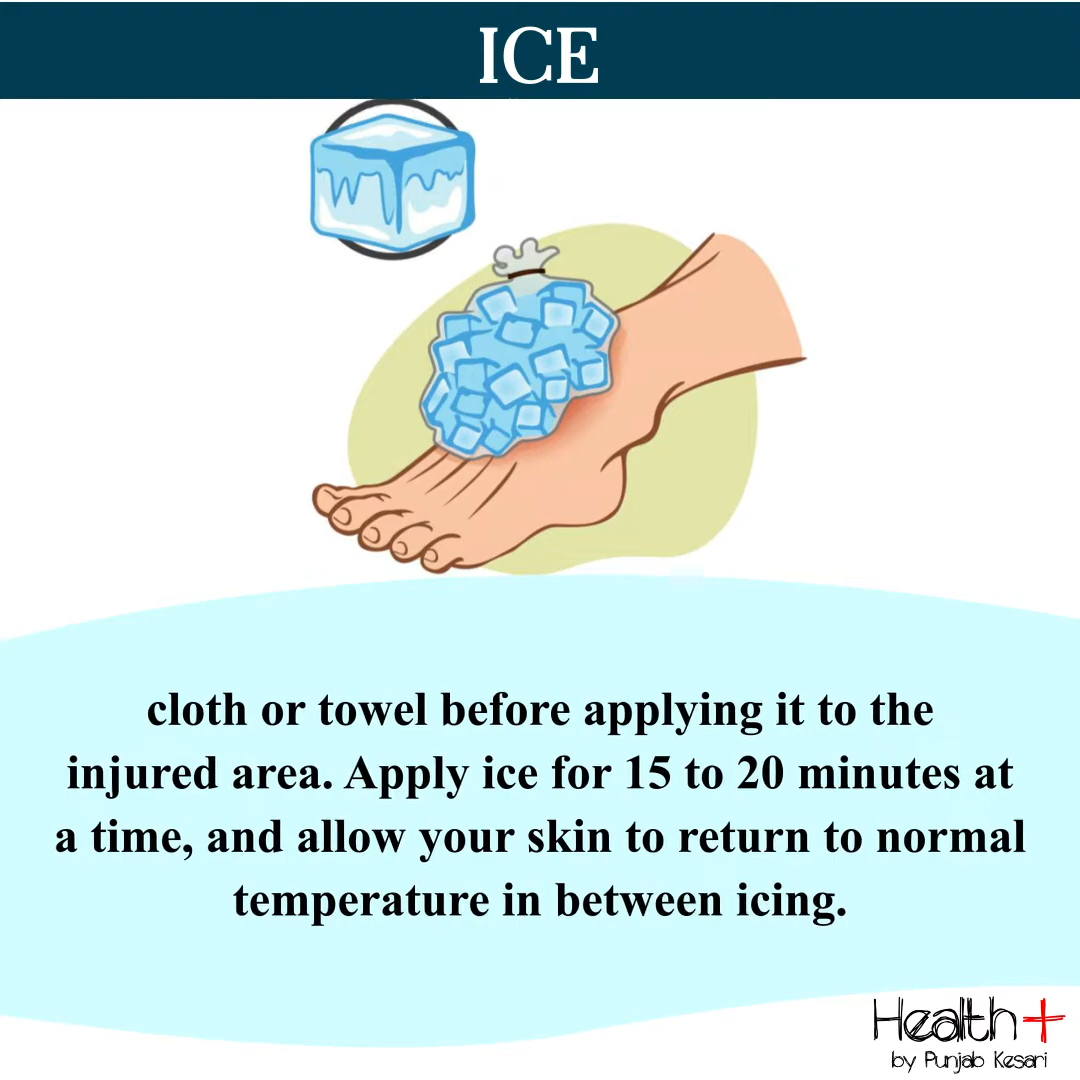 ICE
cloth or towel before applying it to the
injured area. Apply ice for 15 to 20 minutes at
a time, and allow your skin to return to normal
temperature in between icing.
Health+
by Punjab Kesari